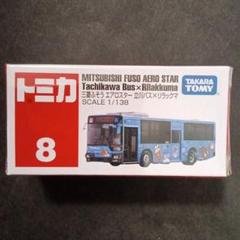 トミカ
8
MITSUBISHI FUSO AERO STAR
Tachikawa Bus×Rilakkuma
三菱ふそう エアロスター 立川バス×リラックマ
SCALE 1/138
TAKARA
TOMY